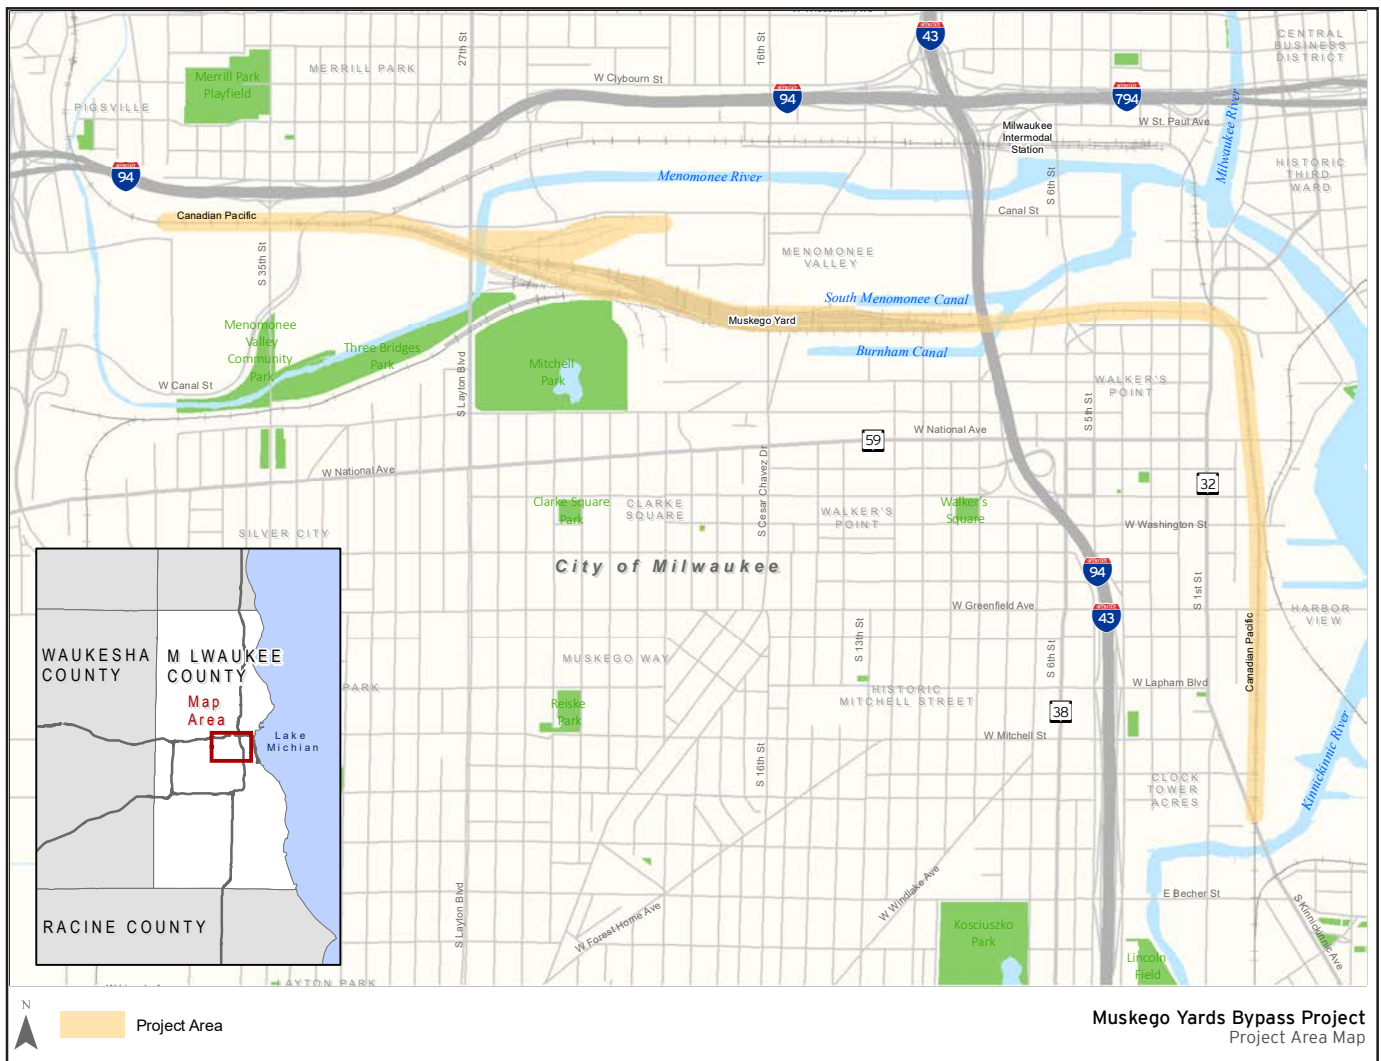 43
CENTRAL
BUSINESS
DISTRICT
27th St
16th St
MERRILL PARK
Merrill Park
Playfield
W Clybourn St
94
794
PIGSVILLE
W St. Paul Ave
Milwaukee
Intermodal
Station
Milwaukee River
HISTORIC
THIRD
WARD
94
Menomonee River
S 6th St
Canal St
Canadian Pacific
S 35th St
MENOMONEE
VALLEY
South Menomonee Canal
Muskego Yard
Burnham Canal
Menomonee
Valley
Community
Park
Three Bridges
Park
Mitchell
Park
W Canal St
S Layton Blvd
WALKER'S
POINT
S 5th St
W National Ave
59
W National Ave
32
S Cesar Chavez Dr
Clarke Square
Park
CLARKE
SQUARE
WALKER'S
POINT
Walker's
Square
W Washington St
SILVER CITY
City of Milwaukee
94
43
S 1st St
W Greenfield Ave
HARBOR
VIEW
S 13th St
S 6th St
Canadian Pacific
MUSKEGO WAY
W Lapham Blvd
HISTORIC
MITCHELL STREET
PARK
Reiske
Park
38
W Mitchell St
S 16th St
Kinnickinnic River
CLOCK
TOWER
ACRES
W Windlake Ave
E Becher St
S Layton Blvd
W Forest Home Ave
Kosciuszko
Park
S Kinnickinnic Ave
Lincoln
Field
LAYTON PARK
WAUKESHA
COUNTY
M LWAUKEE
COUNTY
Map
Area
Lake
Michian
RACINE COUNTY
N
Project Area
Muskego Yards Bypass Project
Project Area Map